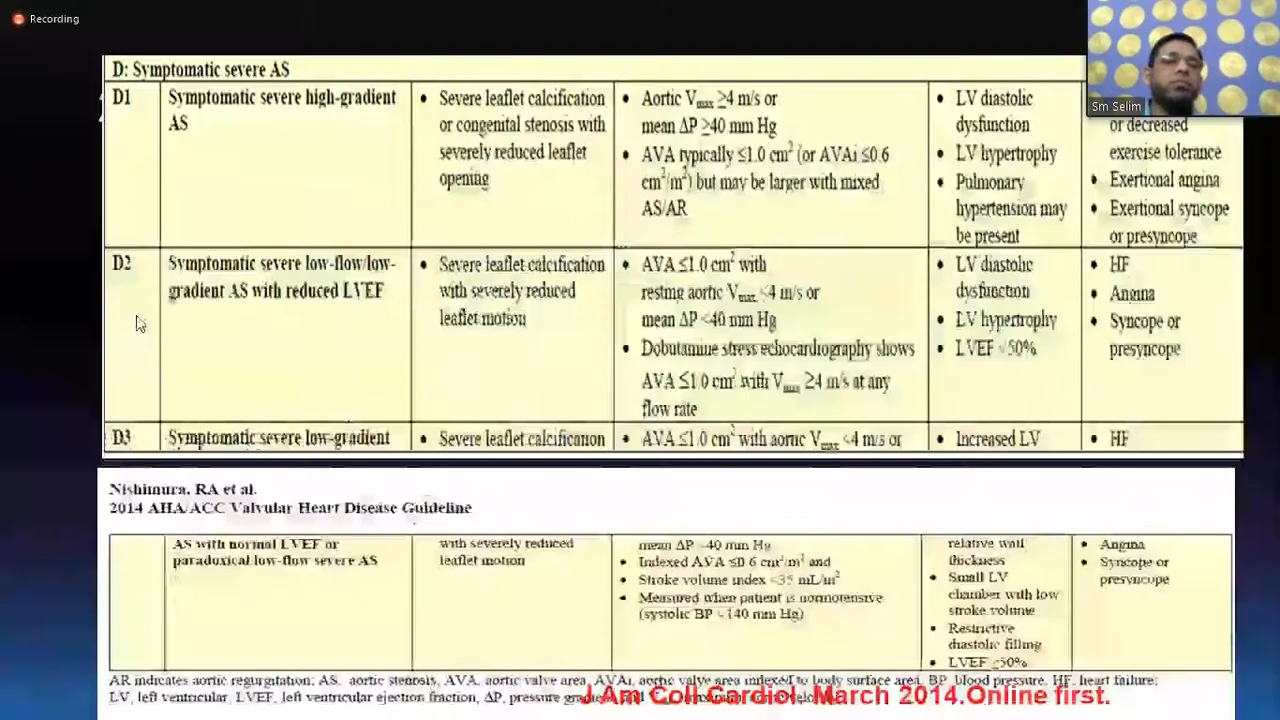 Recording
Sm Selim
D: Symptomatic severe AS
D1
Symptomatic severe high-gradient
AS
• Severe leaflet calcification
or congenital stenosis with
severely reduced leaflet
opening
• Aortic Vmax ≥4 m/s or
mean ΔP ≥40 mm Hg
• AVA typically ≤1.0 cm² (or AVAi ≤0.6
cm²/m²) but may be larger with mixed
AS/AR
• LV diastolic
dysfunction
• LV hypertrophy
• Pulmonary
hypertension may
be present
or decreased
exercise tolerance
• Exertional angina
• Exertional syncope
or presyncope
D2
Symptomatic severe low-flow/low-
gradient AS with reduced LVEF
• Severe leaflet calcification
with severely reduced
leaflet motion
• AVA ≤1.0 cm² with
resting aortic Vmax <4 m/s or
mean ΔP <40 mm Hg
• Dobutamine stress echocardiography shows
AVA ≤1.0 cm² with Vmax ≥4 m/s at any
flow rate
• LV diastolic
dysfunction
• LV hypertrophy
• LVEF <50%
• HF
• Angina
• Syncope or
presyncope
D3
Symptomatic severe low-gradient
• Severe leaflet calcification
• AVA ≤1.0 cm² with aortic Vmax <4 m/s or
• Increased LV
• HF
Nishimura, RA et al.
2014 AHA/ACC Valvular Heart Disease Guideline
AS with normal LVEF or
paradoxical low-flow severe AS
with severely reduced
leaflet motion
mean ΔP <40 mm Hg
• Indexed AVA ≤0.6 cm²/m² and
• Stroke volume index <35 mL/m²
• Measured when patient is normotensive
(systolic BP <140 mm Hg)
relative wall
thickness
• Small LV
chamber with low
stroke volume
• Restrictive
diastolic filling
• LVEF ≥50%
• Angina
• Syncope or
presyncope
AR indicates aortic regurgitation; AS, aortic stenosis, AVA, aortic valve area, AVAi, aortic valve area indexed to body surface area, BP, blood pressure, HF, heart failure;
LV, left ventricular, LVEF, left ventricular ejection fraction, ΔP, pressure
J Am Coll Cardiol. March 2014.Online first.